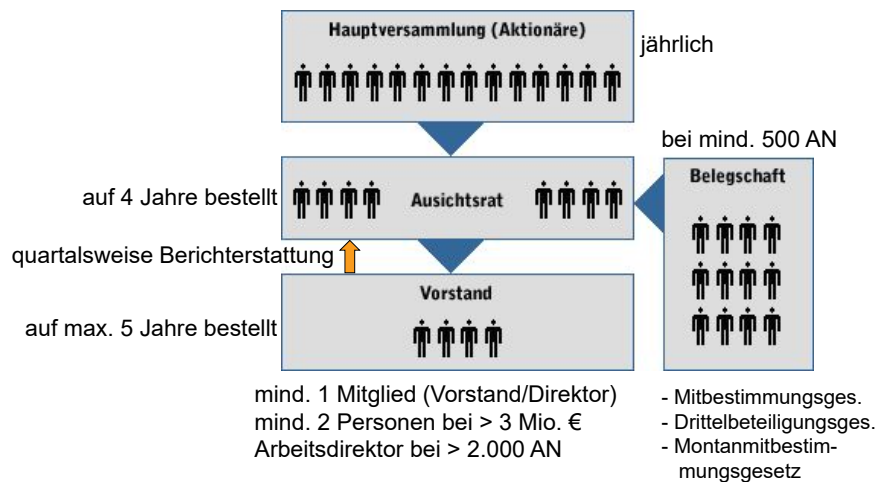 Hauptversammlung (Aktionäre)
jährlich
bei mind. 500 AN
auf 4 Jahre bestellt
Ausichtsrat
Belegschaft
quartalsweise Berichterstattung
Vorstand
auf max. 5 Jahre bestellt
mind. 1 Mitglied (Vorstand/Direktor)
mind. 2 Personen bei > 3 Mio. €
Arbeitsdirektor bei > 2.000 AN
- Mitbestimmungsges.
- Drittelbeteiligungsges.
- Montanmitbestim-
mungsgesetz